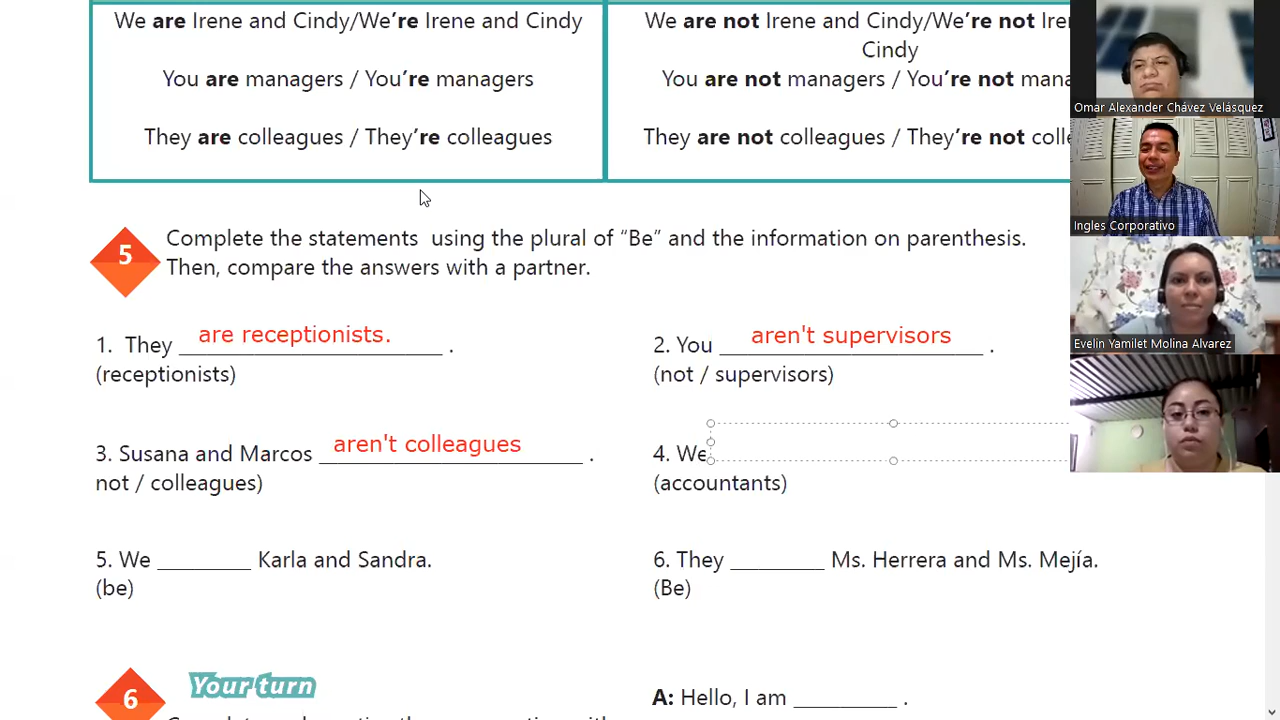 We are Irene and Cindy/We're Irene and Cindy
You are managers / You're managers
They are colleagues / They're colleagues
We are not Irene and Cindy/We're not
Cindy
You are not managers / You're not
They are not colleagues / They're not
5
Complete the statements using the plural of “Be” and the information on parenthesis.
Then, compare the answers with a partner.
1. They are receptionists. .
(receptionists)
2. You aren't supervisors .
(not / supervisors)
3. Susana and Marcos aren't colleagues .
not / colleagues)
4. We
(accountants)
5. We ________ Karla and Sandra.
(be)
6. They ________ Ms. Herrera and Ms. Mejía.
(Be)
6
Your turn
A: Hello, I am _________ .
Omar Alexander Chávez Velásquez
Ingles Corporativo
Evelin Yamilet Molina Alvarez